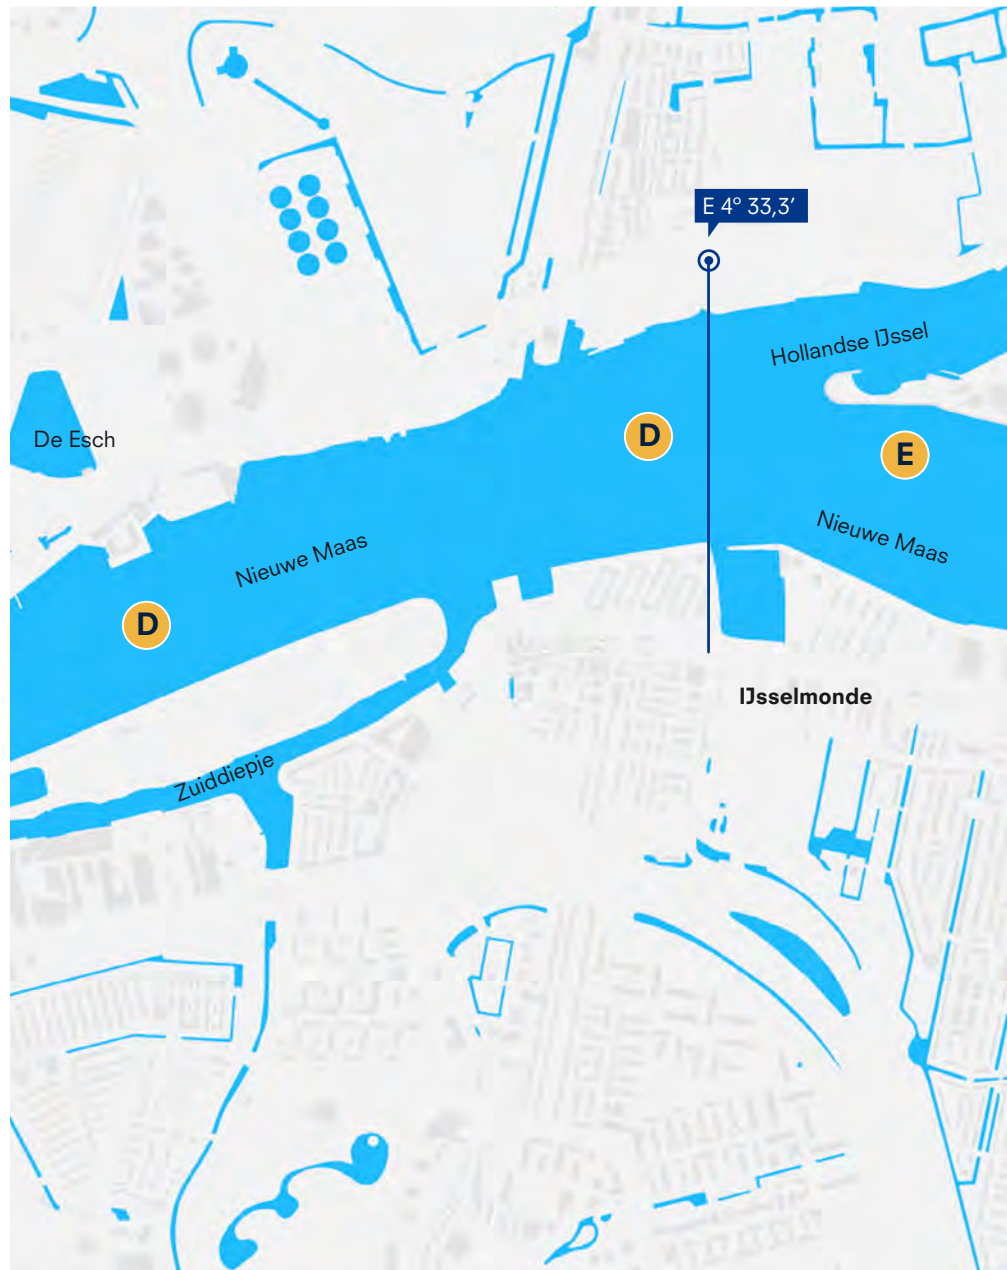 E 4° 33,3’
Hollandse IJssel
De Esch
D
E
Nieuwe Maas
Nieuwe Maas
D
IJsselmonde
Zuiddiepje